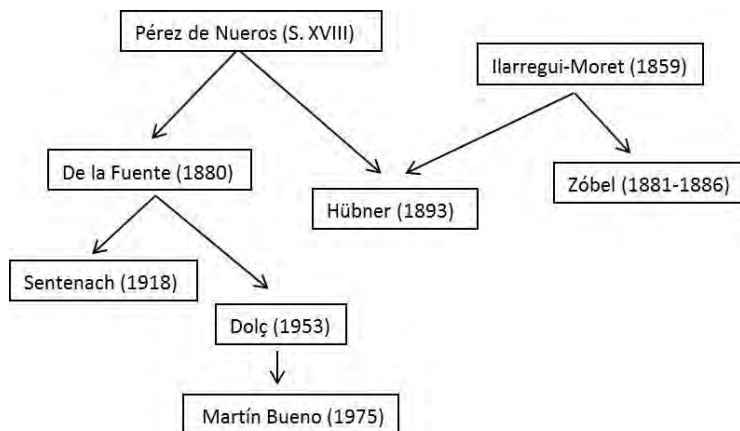 Pérez de Nueros (S. XVIII)
Ilarregui-Moret (1859)
De la Fuente (1880)
Hübner (1893)
Zóbel (1881-1886)
Sentenach (1918)
Dolç (1953)
Martín Bueno (1975)